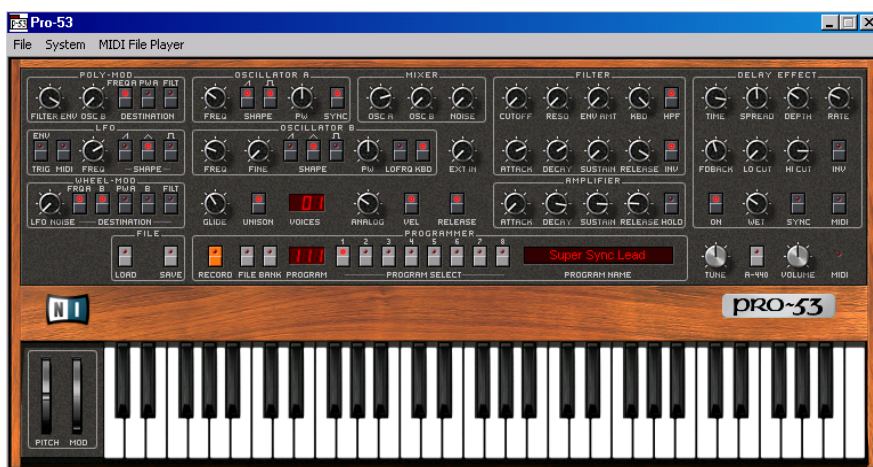 P-53 Pro-53
File System MIDI File Player
POLY-MOD OSCILLATOR A MIXER FILTER DELAY EFFECT
FREQA PWA FILT
FILTER ENV OSC B DESTINATION FREQ SHAPE PW SYNC OSC A OSC B NOISE CUTOFF RESO ENV AMT KBD HPF TIME SPREAD DEPTH RATE
LFO OSCILLATOR B
ENV
TRIG MIDI FREQ SHAPE FREQ FINE SHAPE PW LOFRQ KBD EXT IN ATTACK DECAY SUSTAIN RELEASE INV FDBACK LO CUT HI CUT INV
WHEEL-MOD AMPLIFIER
FRQA B PWA B FILT
01
LFO NOISE DESTINATION GLIDE UNISON VOICES ANALOG VEL RELEASE ATTACK DECAY SUSTAIN RELEASE HOLD ON WET SYNC MIDI
FILE PROGRAMMER
1 2 3 4 5 6 7 8
111 Super Sync Lead
LOAD SAVE RECORD FILE BANK PROGRAM PROGRAM SELECT PROGRAM NAME TUNE A-440 VOLUME MIDI
NI PRO~53
PITCH MOD